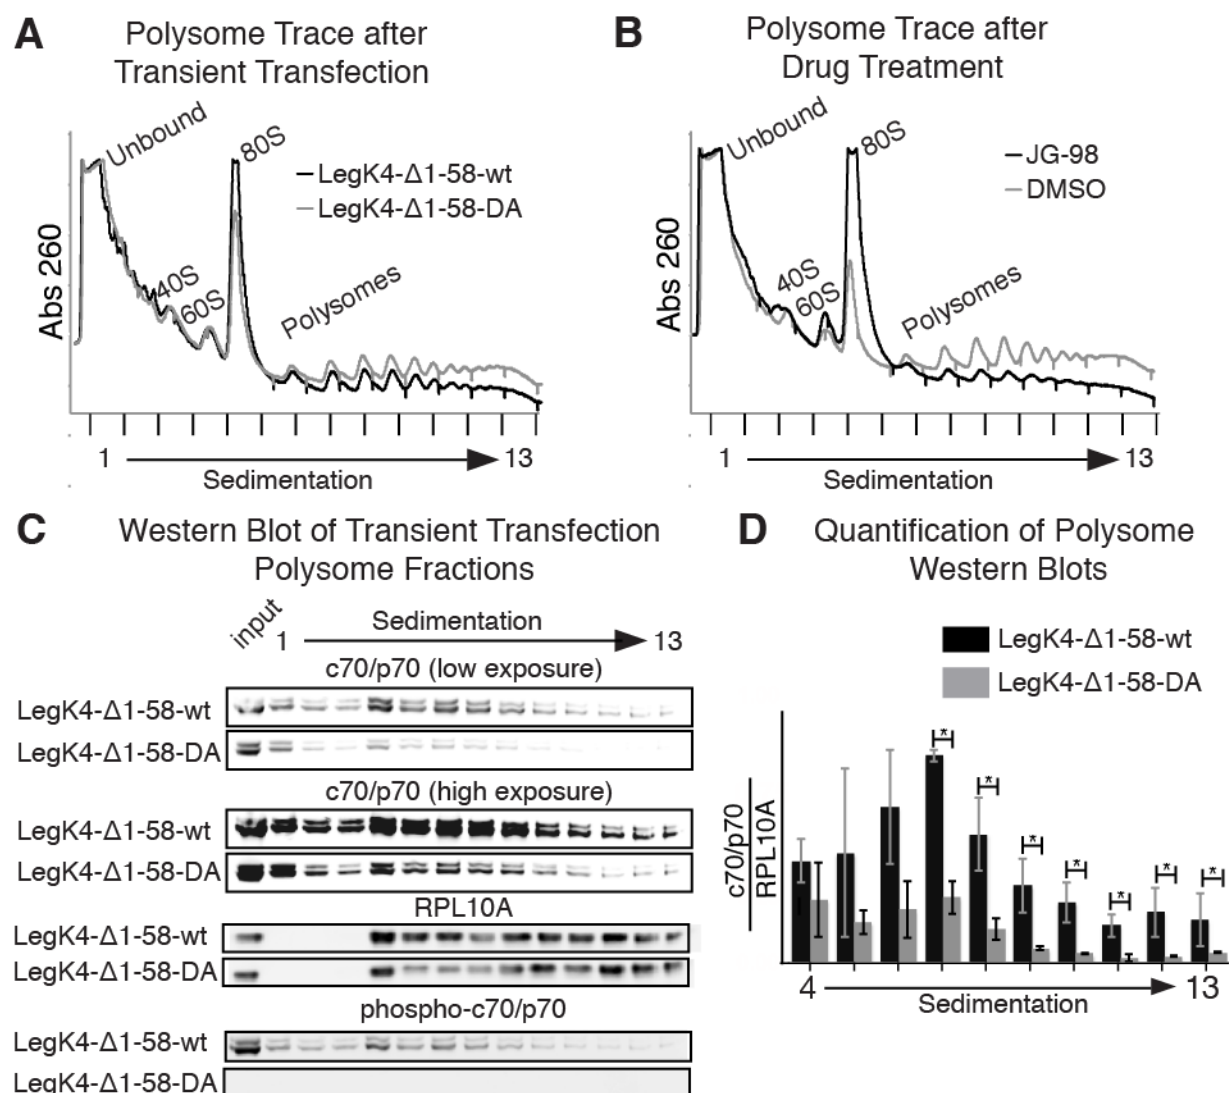 A
Polysome Trace after
Transient Transfection
Unbound
80S
LegK4-Δ1-58-wt
LegK4-Δ1-58-DA
40S
60S
Polysomes
Abs 260
1
13
Sedimentation
B
Polysome Trace after
Drug Treatment
Unbound
80S
JG-98
DMSO
40S
60S
Polysomes
Abs 260
1
13
Sedimentation
C
Western Blot of Transient Transfection
Polysome Fractions
input
1
Sedimentation
13
c70/p70 (low exposure)
LegK4-Δ1-58-wt
LegK4-Δ1-58-DA
c70/p70 (high exposure)
LegK4-Δ1-58-wt
LegK4-Δ1-58-DA
RPL10A
LegK4-Δ1-58-wt
LegK4-Δ1-58-DA
phospho-c70/p70
LegK4-Δ1-58-wt
LegK4-Δ1-58-DA
D
Quantification of Polysome
Western Blots
LegK4-Δ1-58-wt
LegK4-Δ1-58-DA
c70/p70
RPL10A
* * * * * * *
4
13
Sedimentation